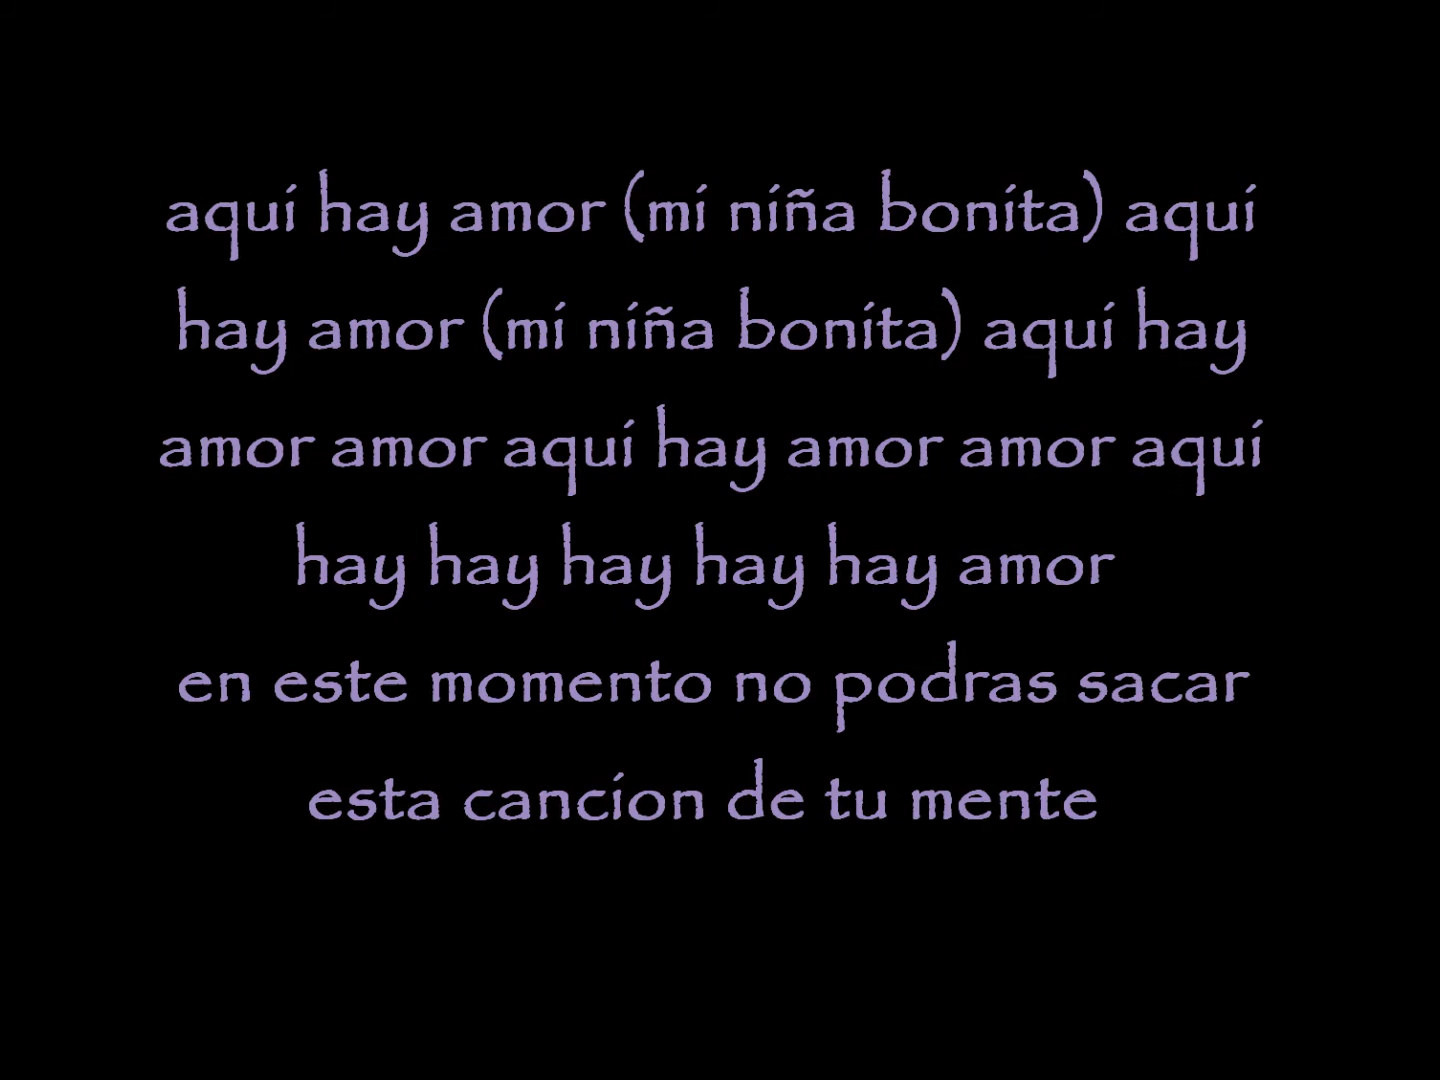 aquí hay amor (mi niña bonita) aquí
hay amor (mi niña bonita) aquí hay
amor amor aquí hay amor amor aquí
hay hay hay hay hay amor
en este momento no podras sacar
esta cancion de tu mente